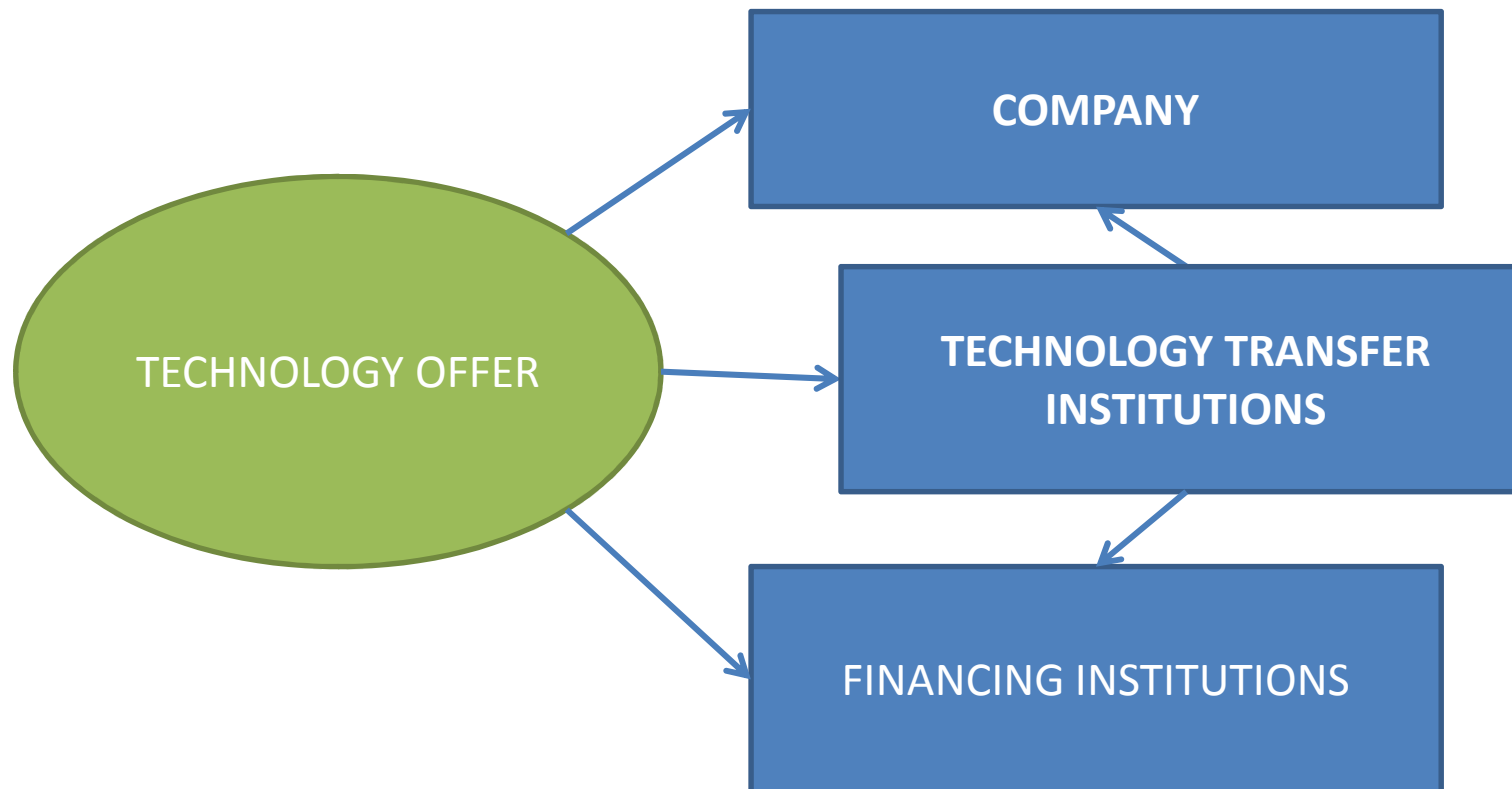 COMPANY
TECHNOLOGY OFFER
TECHNOLOGY TRANSFER
INSTITUTIONS
FINANCING INSTITUTIONS